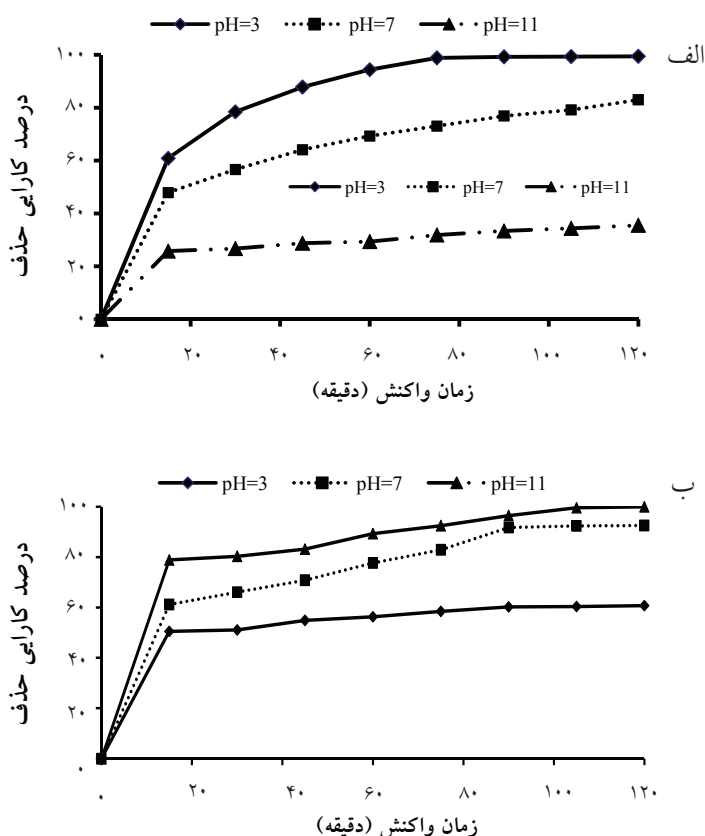 pH=3 pH=7 pH=11
الف
درصد کارایی حذف
۱۰۰
۸۰
۶۰
pH=3 pH=7 pH=11
۴۰
۲۰
۰
۰ ۲۰ ۴۰ ۶۰ ۸۰ ۱۰۰ ۱۲۰
زمان واکنش (دقیقه)
pH=3 pH=7 pH=11
ب
درصد کارایی حذف
۱۰۰
۸۰
۶۰
۴۰
۲۰
۰
۰ ۲۰ ۴۰ ۶۰ ۸۰ ۱۰۰ ۱۲۰
زمان واکنش (دقیقه)